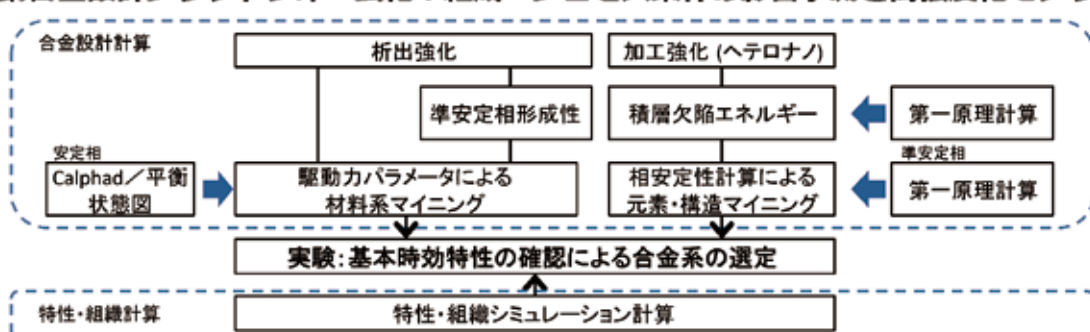 合金設計計算
析出強化
加工強化 (ヘテロナノ)
準安定相形成性
積層欠陥エネルギー
第一原理計算
安定相
Calphad／平衡
状態図
駆動力パラメータによる
材料系マイニング
相安定性計算による
元素・構造マイニング
準安定相
第一原理計算
実験：基本時効特性の確認による合金系の選定
特性・組織計算
特性・組織シミュレーション計算